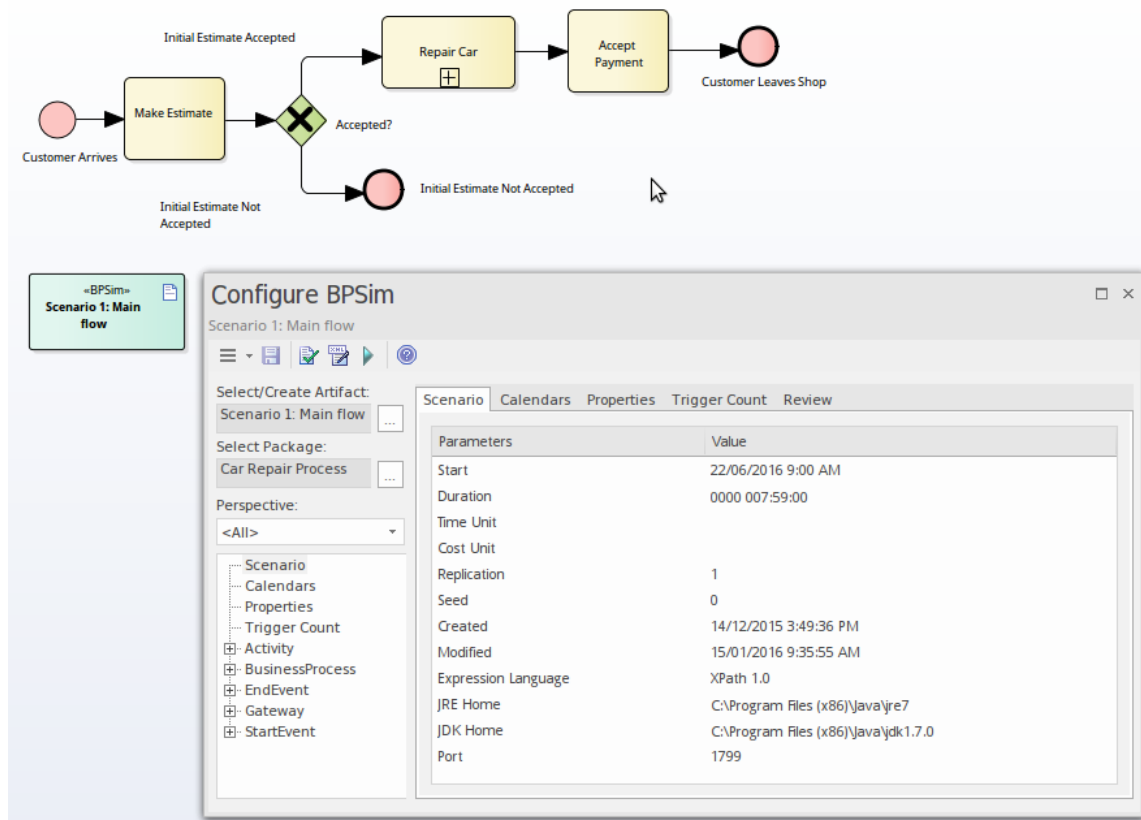 Initial Estimate Accepted
Repair Car
Accept
Payment
Customer Leaves Shop
Make Estimate
Accepted?
Customer Arrives
Initial Estimate Not Accepted
Initial Estimate Not
Accepted
«BPSim»
Scenario 1: Main
flow
Configure BPSim
Scenario 1: Main flow
Select/Create Artifact:
Scenario 1: Main flow
...
Select Package:
Car Repair Process
...
Perspective:
<All>
Scenario
Calendars
Properties
Trigger Count
Activity
BusinessProcess
EndEvent
Gateway
StartEvent
Scenario Calendars Properties Trigger Count Review
Parameters Value
Start 22/06/2016 9:00 AM
Duration 0000 007:59:00
Time Unit
Cost Unit
Replication 1
Seed 0
Created 14/12/2015 3:49:36 PM
Modified 15/01/2016 9:35:55 AM
Expression Language XPath 1.0
JRE Home C:\Program Files (x86)\Java\jre7
JDK Home C:\Program Files (x86)\Java\jdk1.7.0
Port 1799